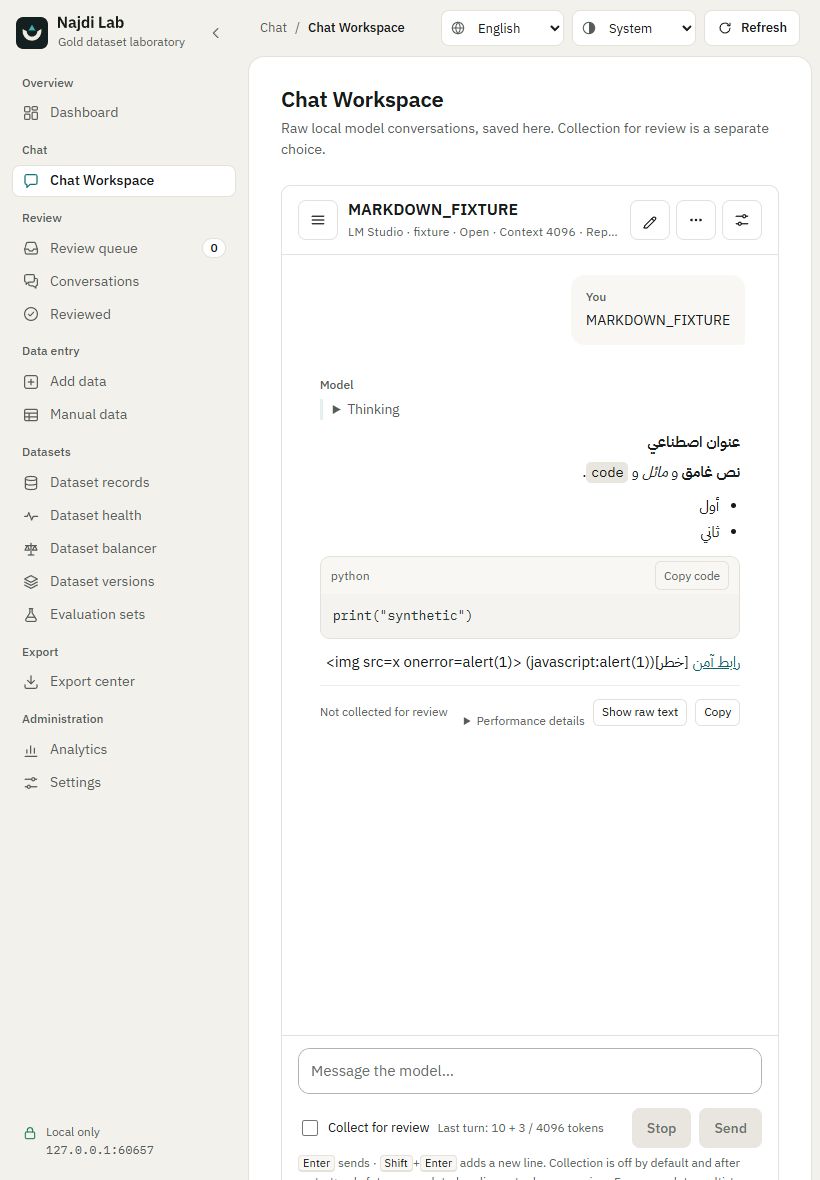 Najdi Lab
Gold dataset laboratory
Chat / Chat Workspace
English
System
Refresh
Overview
Dashboard
Chat
Chat Workspace
Review
Review queue 0
Conversations
Reviewed
Data entry
Add data
Manual data
Datasets
Dataset records
Dataset health
Dataset balancer
Dataset versions
Evaluation sets
Export
Export center
Administration
Analytics
Settings
Local only
127.0.0.1:60657
Chat Workspace
Raw local model conversations, saved here. Collection for review is a separate
choice.
MARKDOWN_FIXTURE
LM Studio · fixture · Open · Context 4096 · Rep...
You
MARKDOWN_FIXTURE
Model
Thinking
عنوان اصطناعي
نص غامق و مائل و code.
• أول
• ثاني
python
Copy code
print("synthetic")
رابط آمن [خطر](javascript:alert(1)) <img src=x onerror=alert(1)>
Not collected for review
Performance details
Show raw text
Copy
Message the model...
Collect for review
Last turn: 10 + 3 / 4096 tokens
Stop
Send
Enter sends · Shift+Enter adds a new line. Collection is off by default and after